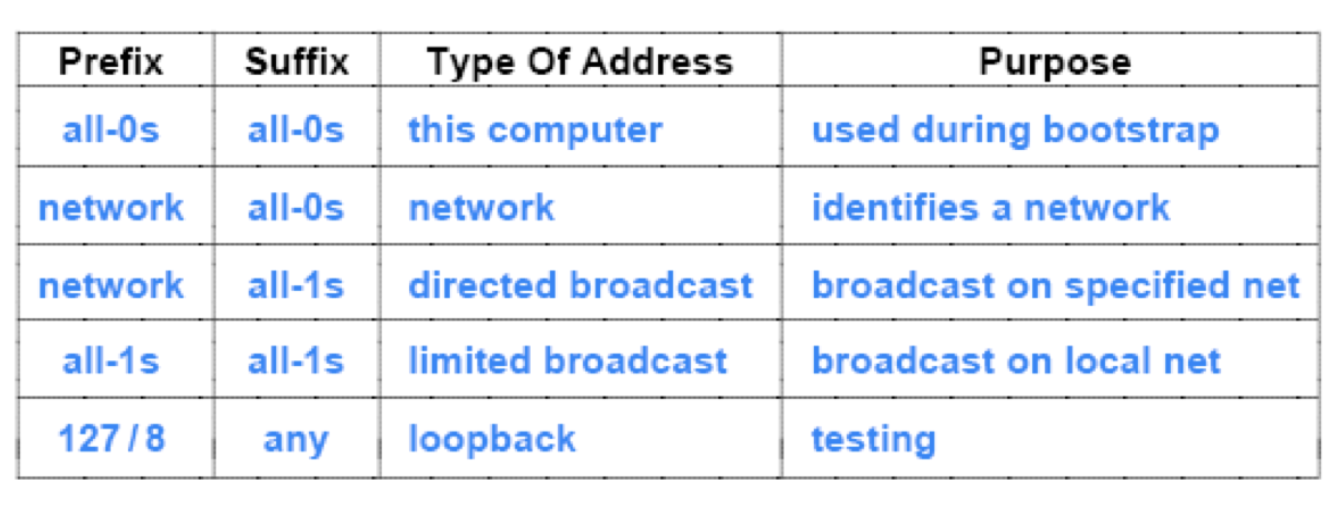 Prefix Suffix Type Of Address Purpose
all-0s all-0s this computer used during bootstrap
network all-0s network identifies a network
network all-1s directed broadcast broadcast on specified net
all-1s all-1s limited broadcast broadcast on local net
127 / 8 any loopback testing